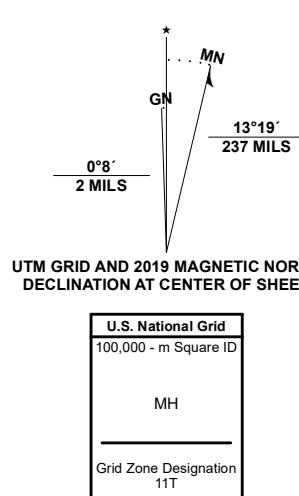 ★
MN
GN
13°19´
237 MILS
0°8´
2 MILS
UTM GRID AND 2019 MAGNETIC NOR
DECLINATION AT CENTER OF SHEE
U.S. National Grid
100,000 - m Square ID
MH
Grid Zone Designation
11T